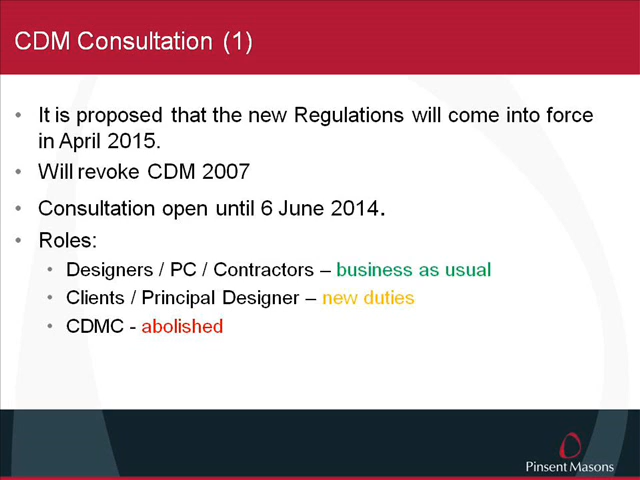 CDM Consultation (1)
• It is proposed that the new Regulations will come into force
in April 2015.
• Will revoke CDM 2007
• Consultation open until 6 June 2014.
• Roles:
• Designers / PC / Contractors – business as usual
• Clients / Principal Designer – new duties
• CDMC - abolished
Pinsent Masons